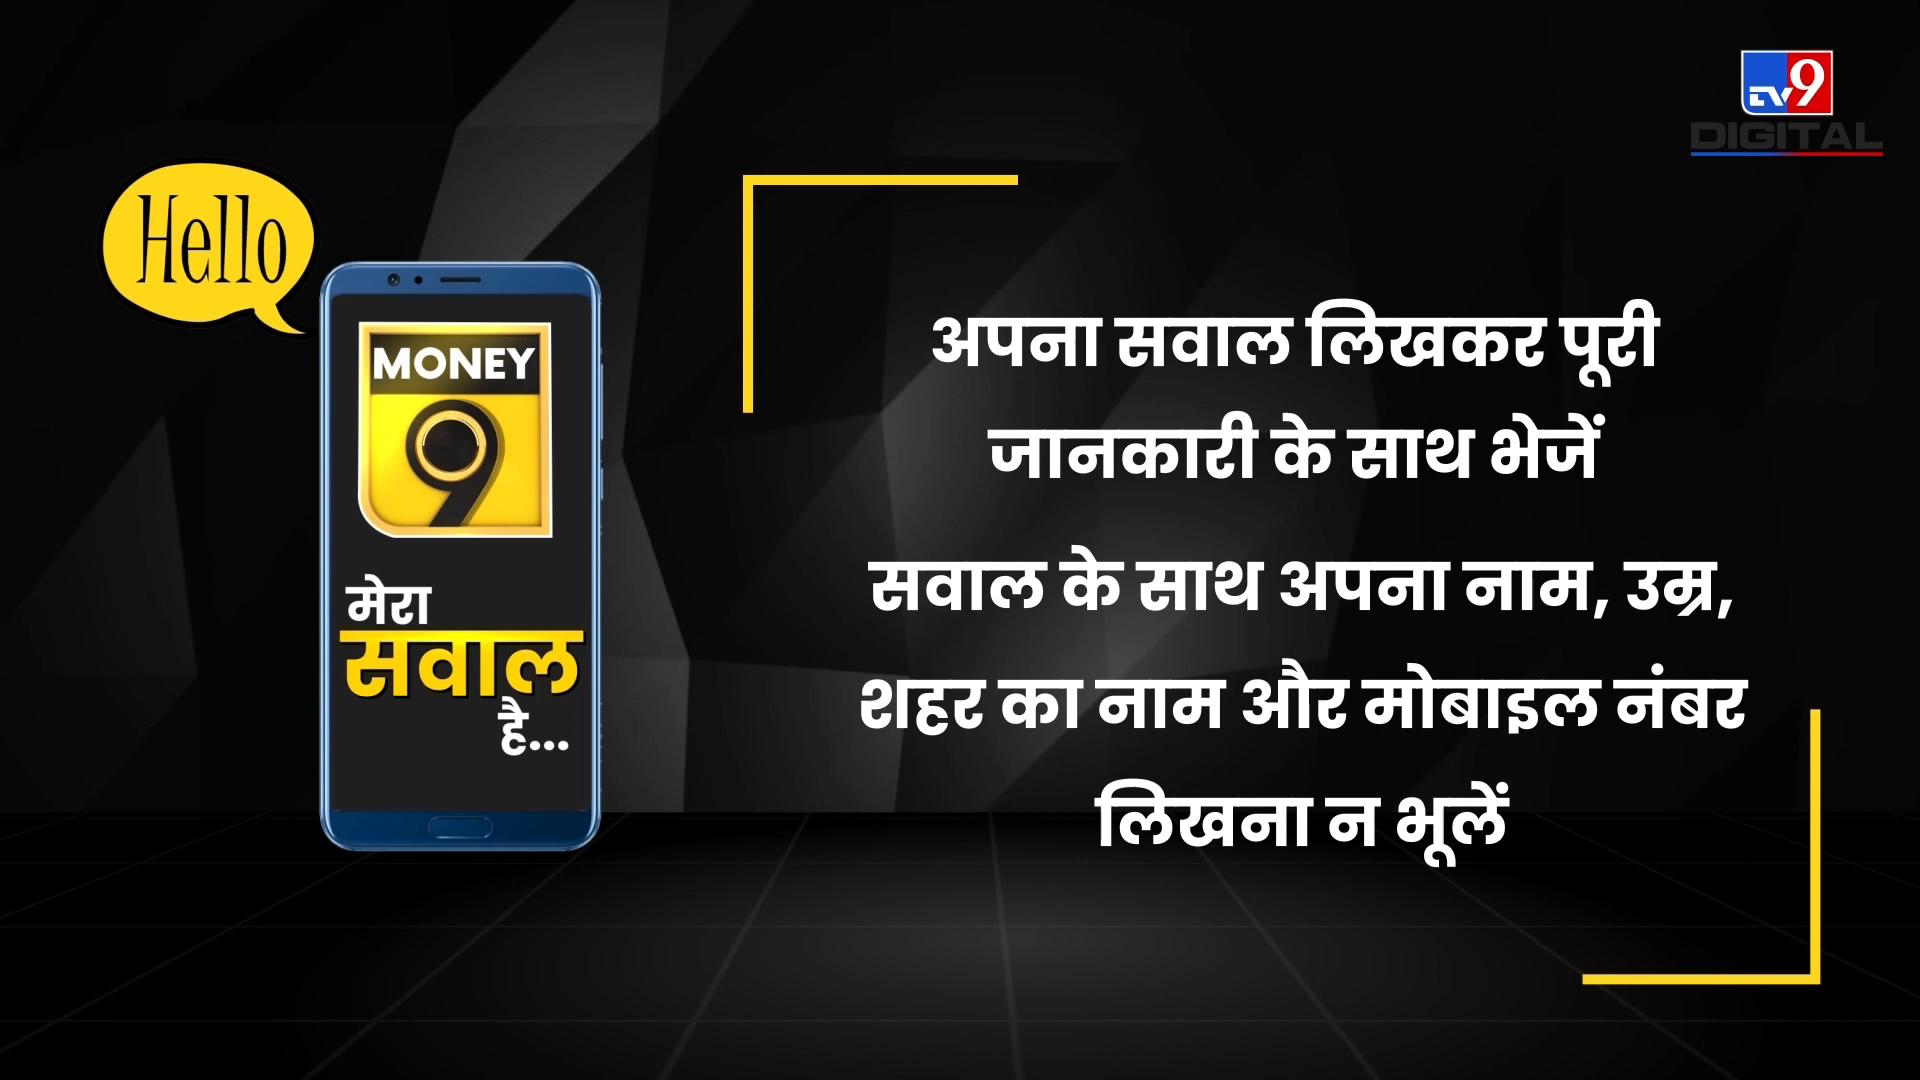 TV9
DIGITAL
Hello
MONEY
9
मेरा
सवाल
है...
अपना सवाल लिखकर पूरी
जानकारी के साथ भेजें
सवाल के साथ अपना नाम, उम्र,
शहर का नाम और मोबाइल नंबर
लिखना न भूलें